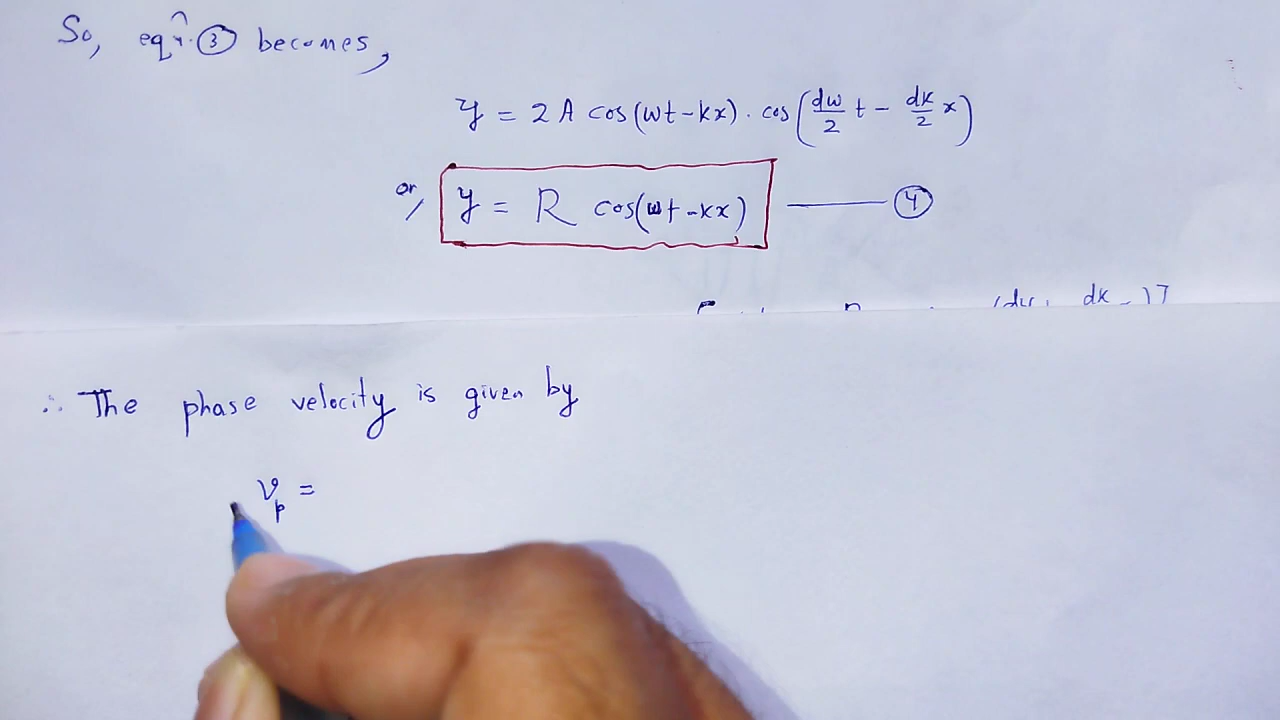 So, eqⁿ. ③ becomes,
y = 2A cos(ωt - kx) . cos(dω/2 t - dk/2 x)
or, y = R cos(ωt - kx) —— ④
∴ The phase velocity is given by
v_p =